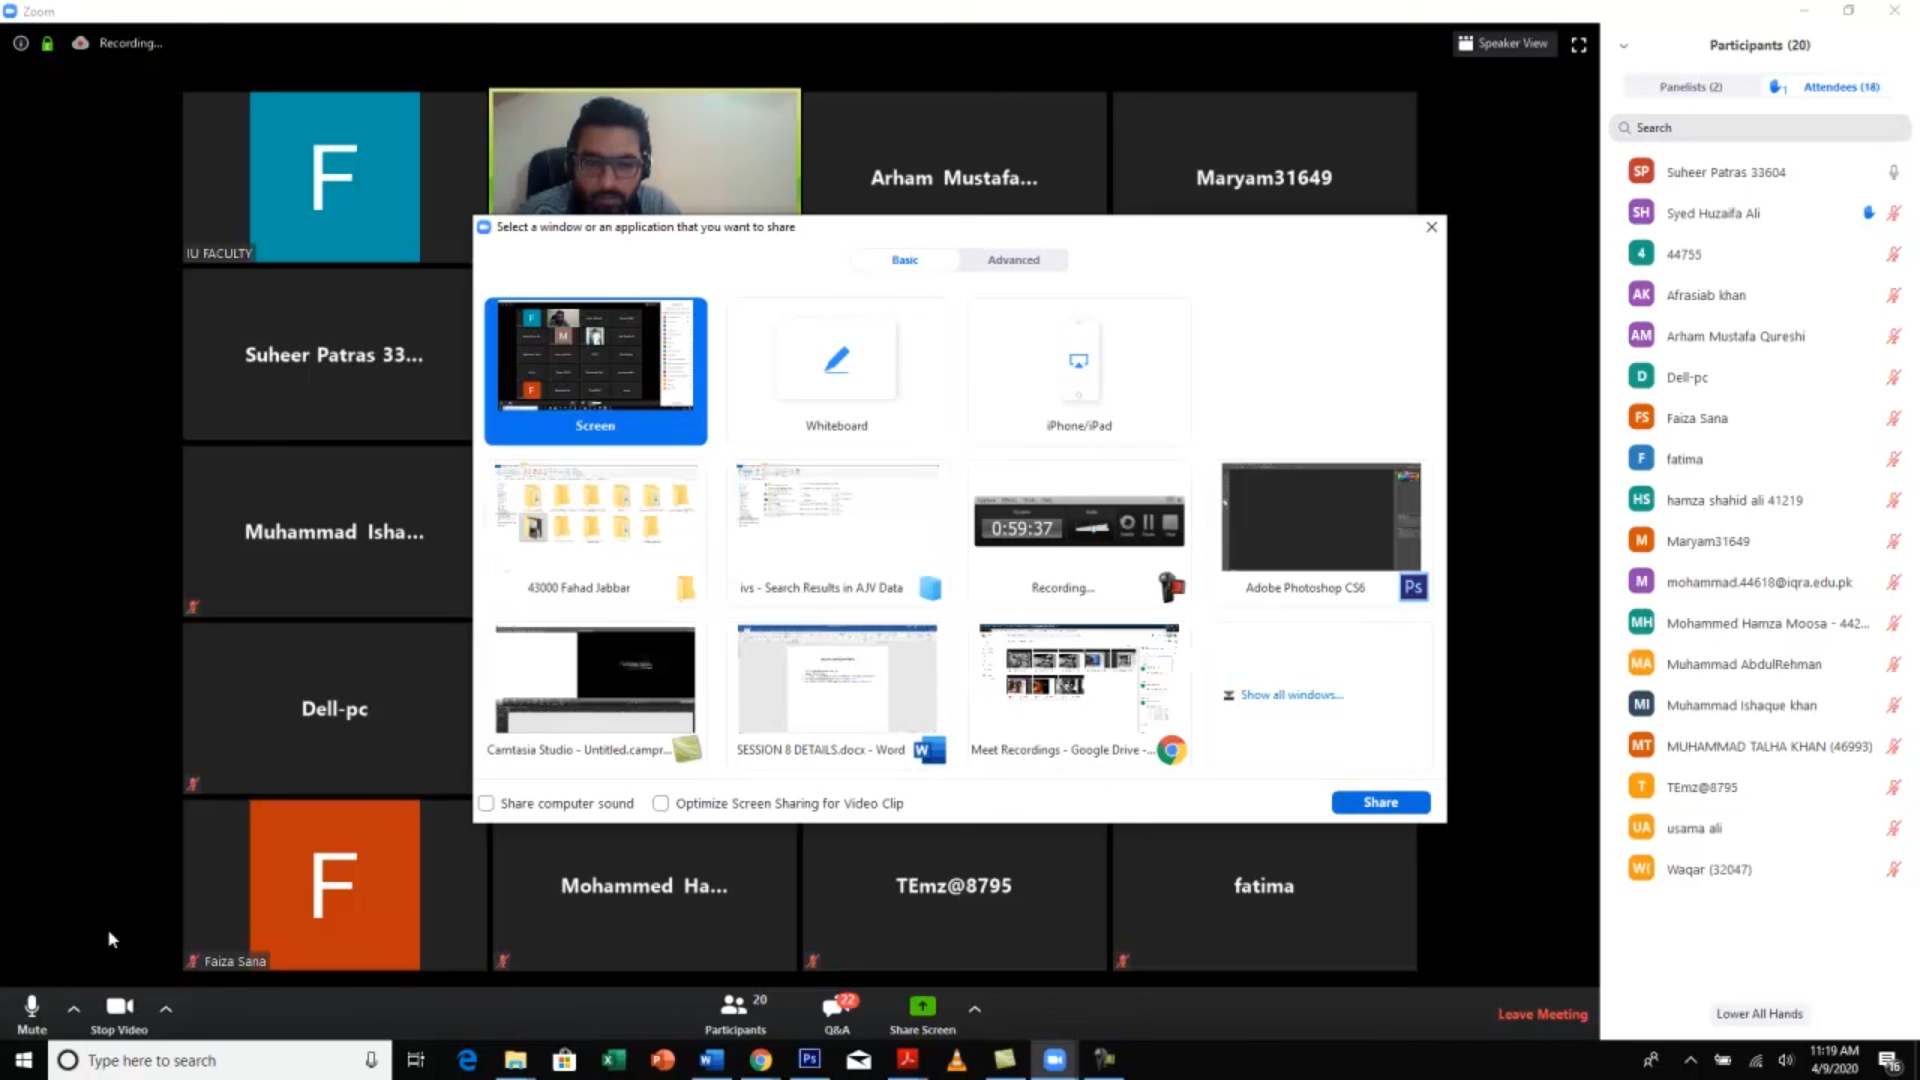 Zoom
Recording...
Speaker View
Participants (20)
Panelists (2)
1
Attendees (18)
Search
F
IU FACULTY
Arham Mustafa...
Maryam31649
Suheer Patras 33...
Muhammad Isha...
Dell-pc
F
Faiza Sana
Mohammed Ha...
TEmz@8795
fatima
Select a window or an application that you want to share
Basic
Advanced
Screen
Whiteboard
iPhone/iPad
43000 Fahad Jabbar
ivs - Search Results in AJV Data
0:59:37
Recording...
Adobe Photoshop CS6
Ps
Camtasia Studio - Untitled.campr...
SESSION 8 DETAILS.docx - Word
Meet Recordings - Google Drive -...
Show all windows...
Share computer sound
Optimize Screen Sharing for Video Clip
Share
SP Suheer Patras 33604
SH Syed Huzaifa Ali
4 44755
AK Afrasiab khan
AM Arham Mustafa Qureshi
D Dell-pc
FS Faiza Sana
F fatima
HS hamza shahid ali 41219
M Maryam31649
M mohammad.44618@iqra.edu.pk
MH Mohammed Hamza Moosa - 442...
MA Muhammad AbdulRehman
MI Muhammad Ishaque khan
MT MUHAMMAD TALHA KHAN (46993)
T TEmz@8795
UA usama ali
W( Waqar (32047)
Lower All Hands
Mute
Stop Video
20
Participants
22
Q&A
Share Screen
Leave Meeting
Type here to search
11:19 AM
4/9/2020
16